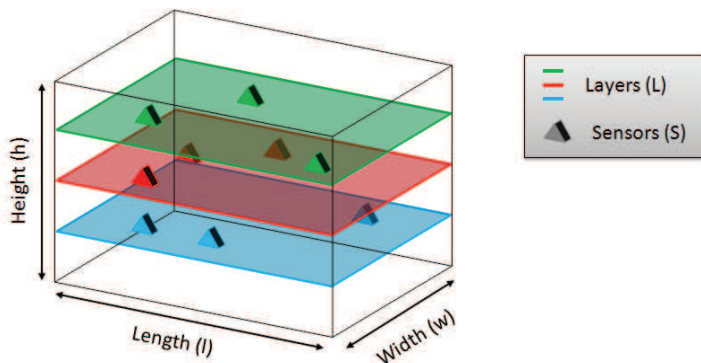 Height (h)
Length (l)
Width (w)
Layers (L)
Sensors (S)